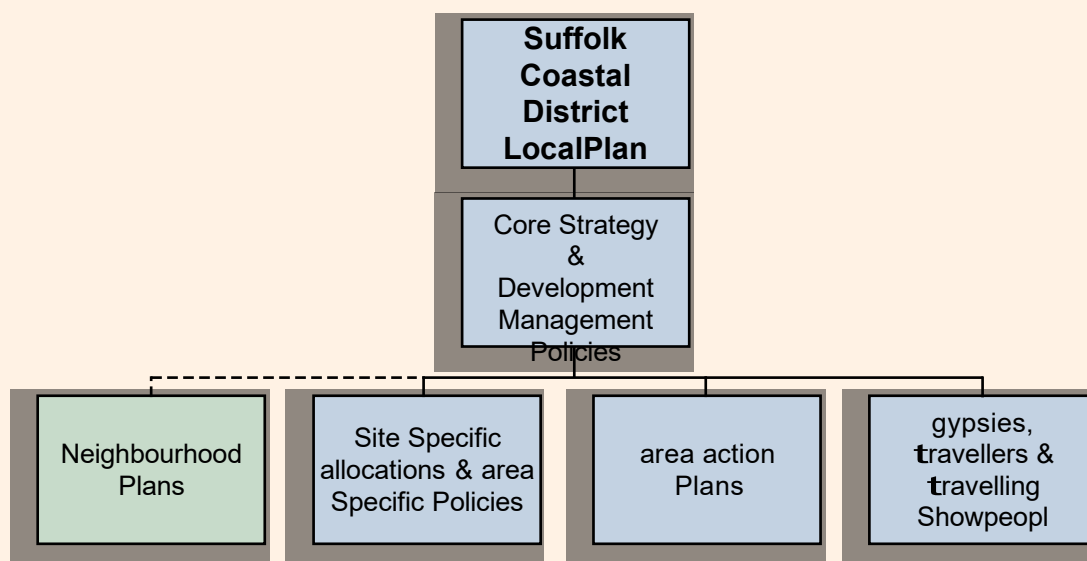 Suffolk
Coastal
District
LocalPlan
Core Strategy
&
Development
Management
Policies
Neighbourhood
Plans
Site Specific
allocations & area
Specific Policies
area action
Plans
gypsies,
travellers &
travelling
Showpeopl